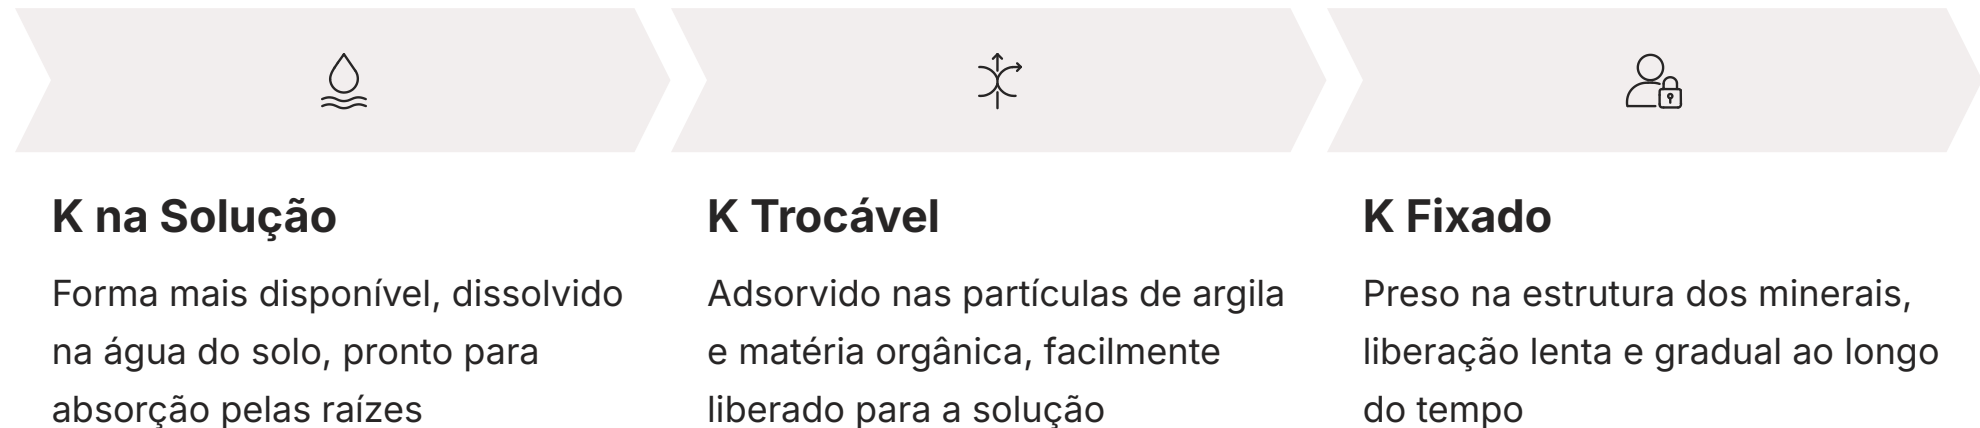 K na Solução
Forma mais disponível, dissolvido
na água do solo, pronto para
absorção pelas raízes
K Trocável
Adsorvido nas partículas de argila
e matéria orgânica, facilmente
liberado para a solução
K Fixado
Preso na estrutura dos minerais,
liberação lenta e gradual ao longo
do tempo